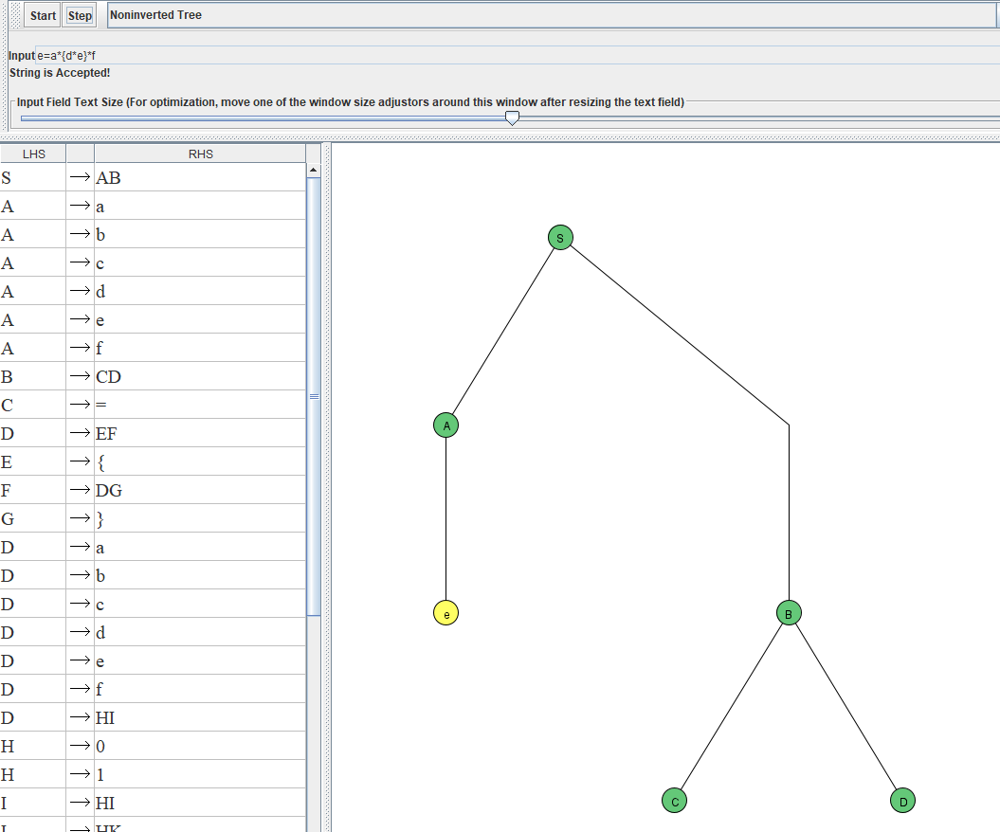 Start Step Noninverted Tree
Input e=a*{d*e}*f
String is Accepted!
Input Field Text Size (For optimization, move one of the window size adjustors around this window after resizing the text field)
LHS RHS
S → AB
A → a
A → b
A → c
A → d
A → e
A → f
B → CD
C → =
D → EF
E → {
F → DG
G → }
D → a
D → b
D → c
D → d
D → e
D → f
D → HI
H → 0
H → 1
I → HI
→ HK
S
A
e
B
C D